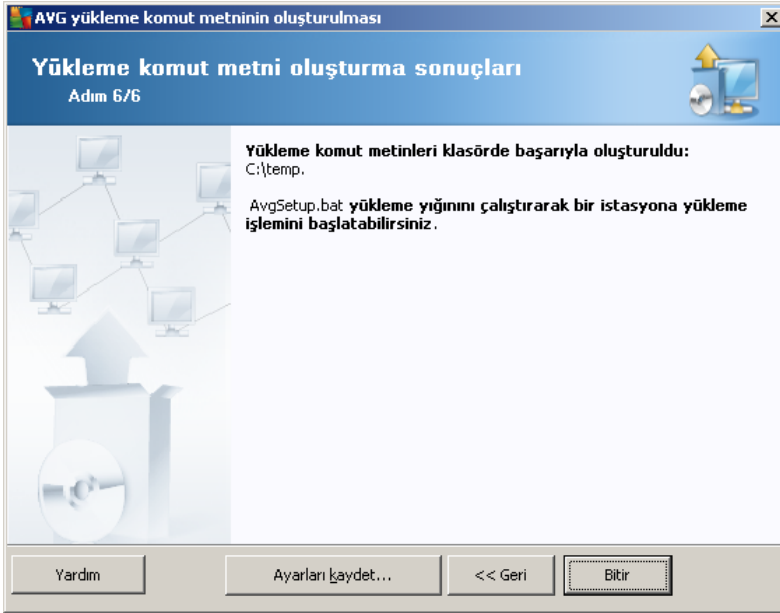 AVG yükleme komut metninin oluşturulması
Yükleme komut metni oluşturma sonuçları
Adım 6/6
Yükleme komut metinleri klasörde başarıyla oluşturuldu:
C:\temp.
AvgSetup.bat yükleme yığınını çalıştırarak bir istasyona yükleme
işlemini başlatabilirsiniz.
Yardım
Ayarları kaydet...
<< Geri
Bitir